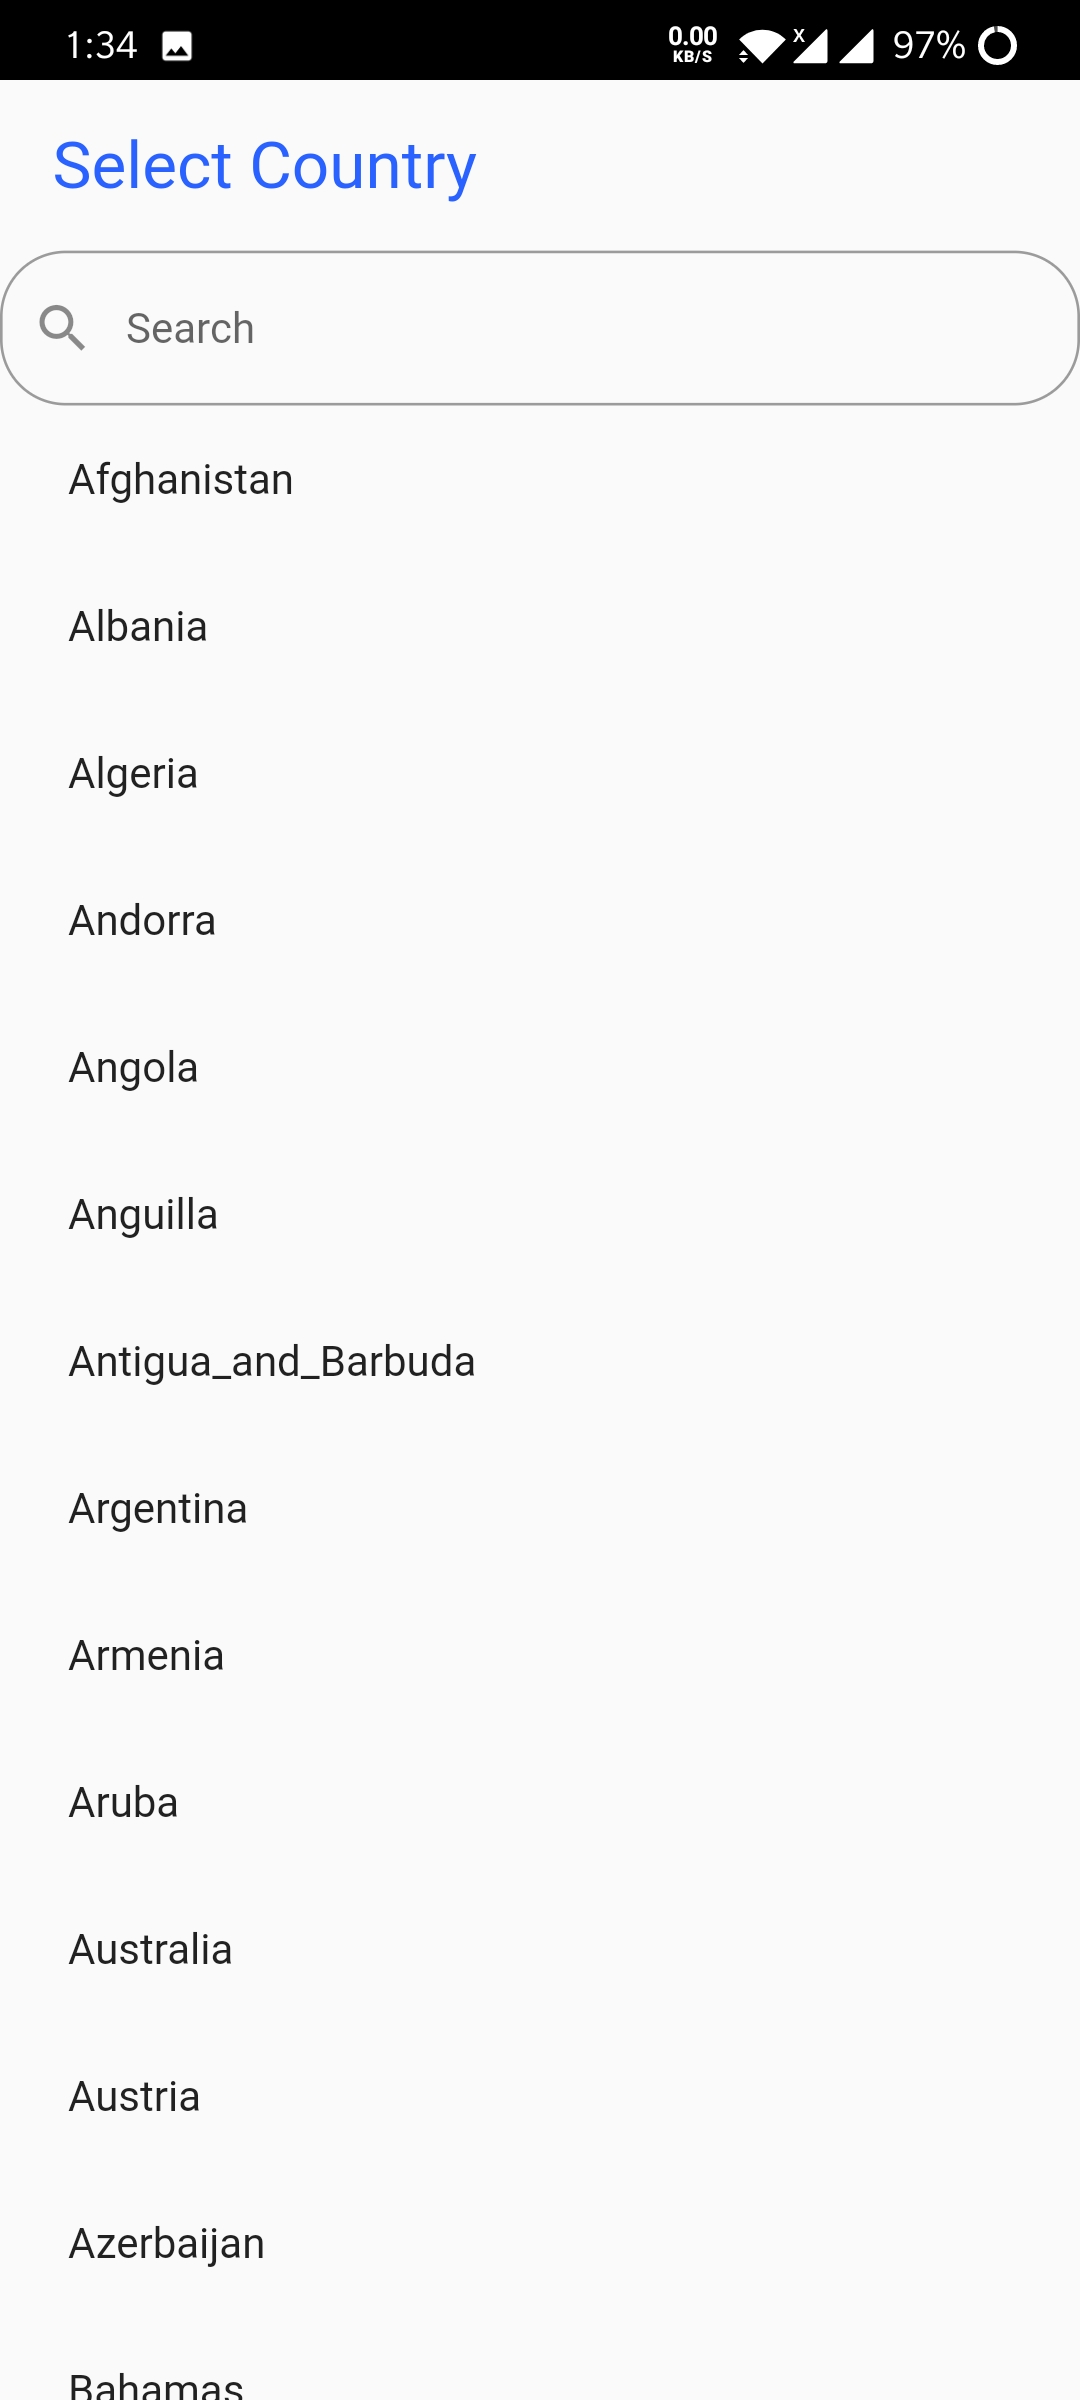 1:34 0.00 KB/S X 97%
Select Country
Search
Afghanistan
Albania
Algeria
Andorra
Angola
Anguilla
Antigua_and_Barbuda
Argentina
Armenia
Aruba
Australia
Austria
Azerbaijan
Bahamas